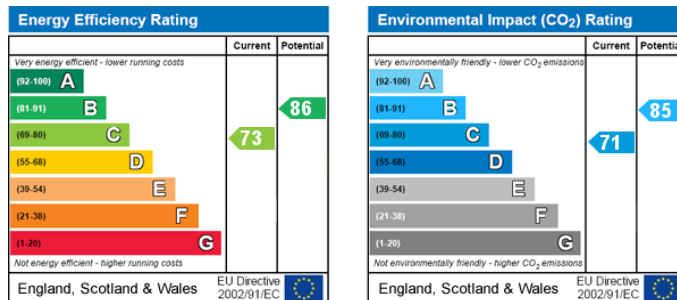 Energy Efficiency Rating
Current Potential
Very energy efficient - lower running costs
(92-100) A
(81-91) B
86
(69-80) C
73
(55-68) D
(39-54) E
(21-38) F
(1-20) G
Not energy efficient - higher running costs
England, Scotland & Wales
EU Directive
2002/91/EC
Environmental Impact (CO2) Rating
Current Potentia
Very environmentally friendly - lower CO2 emissions
(92-100) A
(81-91) B
85
(69-80) C
71
(55-68) D
(39-54) E
(21-38) F
(1-20) G
Not environmentally friendly - higher CO2 emissions
England, Scotland & Wales
EU Directive
2002/91/EC